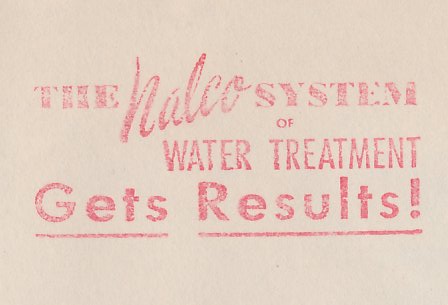 THE Nalco SYSTEM
OF
WATER TREATMENT
Gets Results!